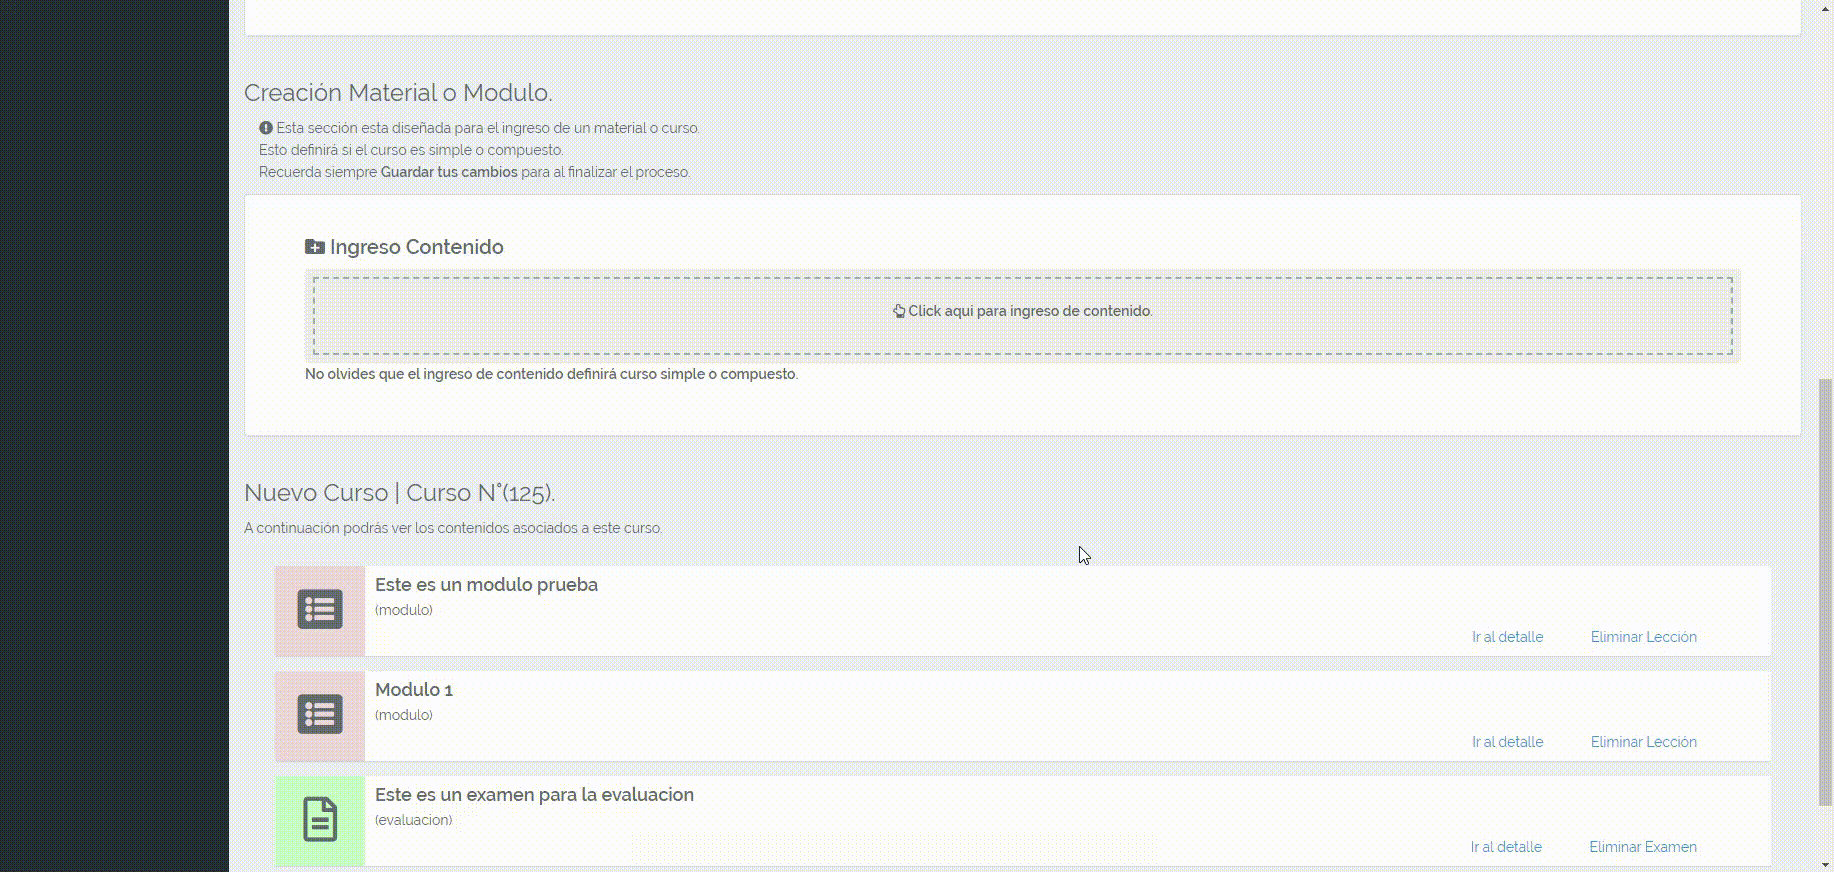 Creación Material o Modulo.
Esta sección esta diseñada para el ingreso de un material o curso.
Esto definirá si el curso es simple o compuesto.
Recuerda siempre Guardar tus cambios para al finalizar el proceso.
Ingreso Contenido
Click aqui para ingreso de contenido.
No olvides que el ingreso de contenido definirá curso simple o compuesto.
Nuevo Curso | Curso N°(125).
A continuación podrás ver los contenidos asociados a este curso.
Este es un modulo prueba
(modulo)
Ir al detalle Eliminar Lección
Modulo 1
(modulo)
Ir al detalle Eliminar Lección
Este es un examen para la evaluacion
(evaluacion)
Ir al detalle Eliminar Examen